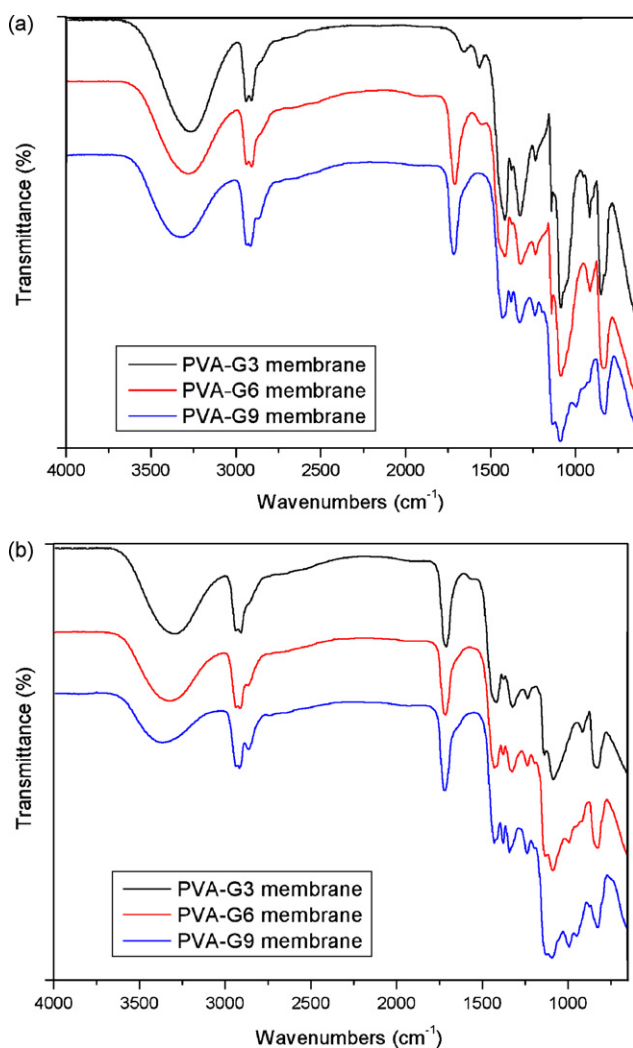 (a)
Transmittance (%)
PVA-G3 membrane
PVA-G6 membrane
PVA-G9 membrane
4000 3500 3000 2500 2000 1500 1000
Wavenumbers (cm⁻¹)
(b)
Transmittance (%)
PVA-G3 membrane
PVA-G6 membrane
PVA-G9 membrane
4000 3500 3000 2500 2000 1500 1000
Wavenumbers (cm⁻¹)